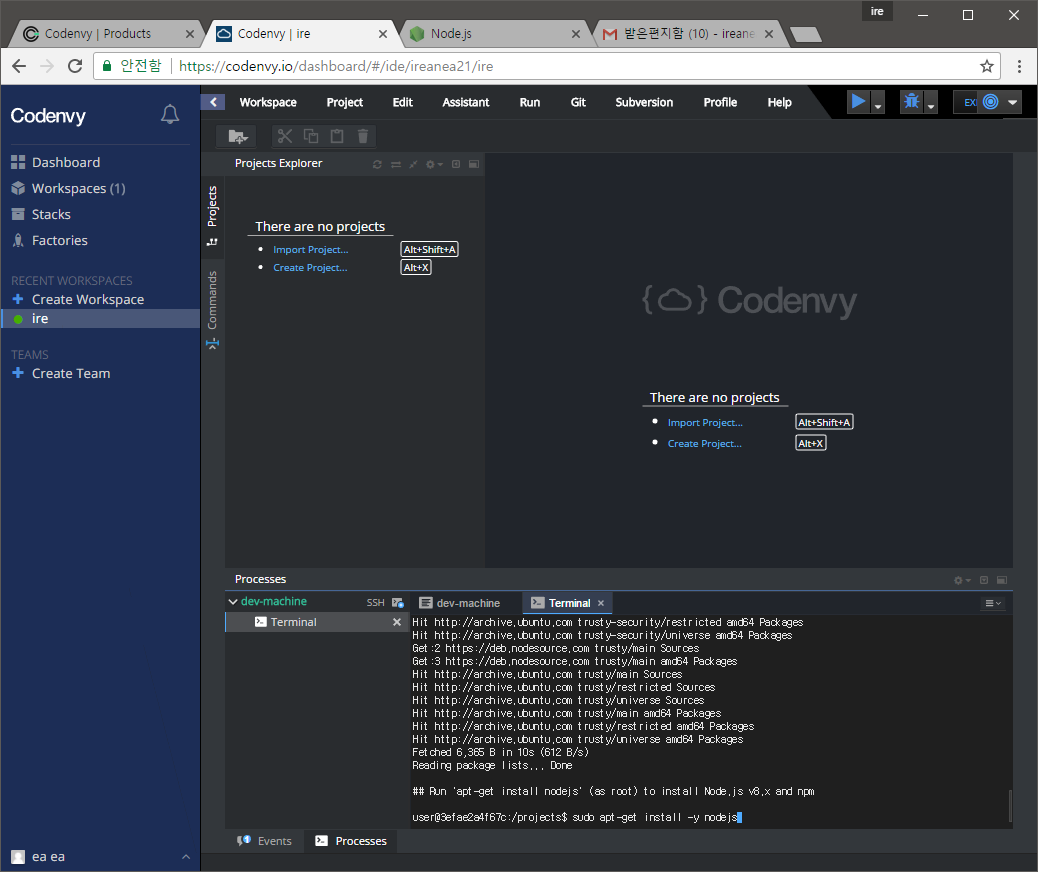 ire
Codenvy | Products
Codenvy | ire
Node.js
받은편지함 (10) - ireane
안전함
https://codenvy.io/dashboard/#/ide/ireanea21/ire
Codenvy
Workspace Project Edit Assistant Run Git Subversion Profile Help
Dashboard
Workspaces (1)
Stacks
Factories
RECENT WORKSPACES
Create Workspace
ire
TEAMS
Create Team
ea ea
Projects
Commands
Projects Explorer
There are no projects
Import Project... Alt+Shift+A
Create Project... Alt+X
{ } Codenvy
There are no projects
Import Project... Alt+Shift+A
Create Project... Alt+X
Processes
dev-machine SSH
Terminal
dev-machine Terminal
Hit http://archive.ubuntu.com trusty-security/restricted amd64 Packages
Hit http://archive.ubuntu.com trusty-security/universe amd64 Packages
Get:2 https://deb.nodesource.com trusty/main Sources
Get:3 https://deb.nodesource.com trusty/main amd64 Packages
Hit http://archive.ubuntu.com trusty/main Sources
Hit http://archive.ubuntu.com trusty/restricted Sources
Hit http://archive.ubuntu.com trusty/universe Sources
Hit http://archive.ubuntu.com trusty/main amd64 Packages
Hit http://archive.ubuntu.com trusty/restricted amd64 Packages
Hit http://archive.ubuntu.com trusty/universe amd64 Packages
Fetched 6,365 B in 10s (612 B/s)
Reading package lists... Done
## Run 'apt-get install nodejs' (as root) to install Node.js v8.x and npm
user@3efae2a4f67c:/projects$ sudo apt-get install -y nodejs
Events
Processes